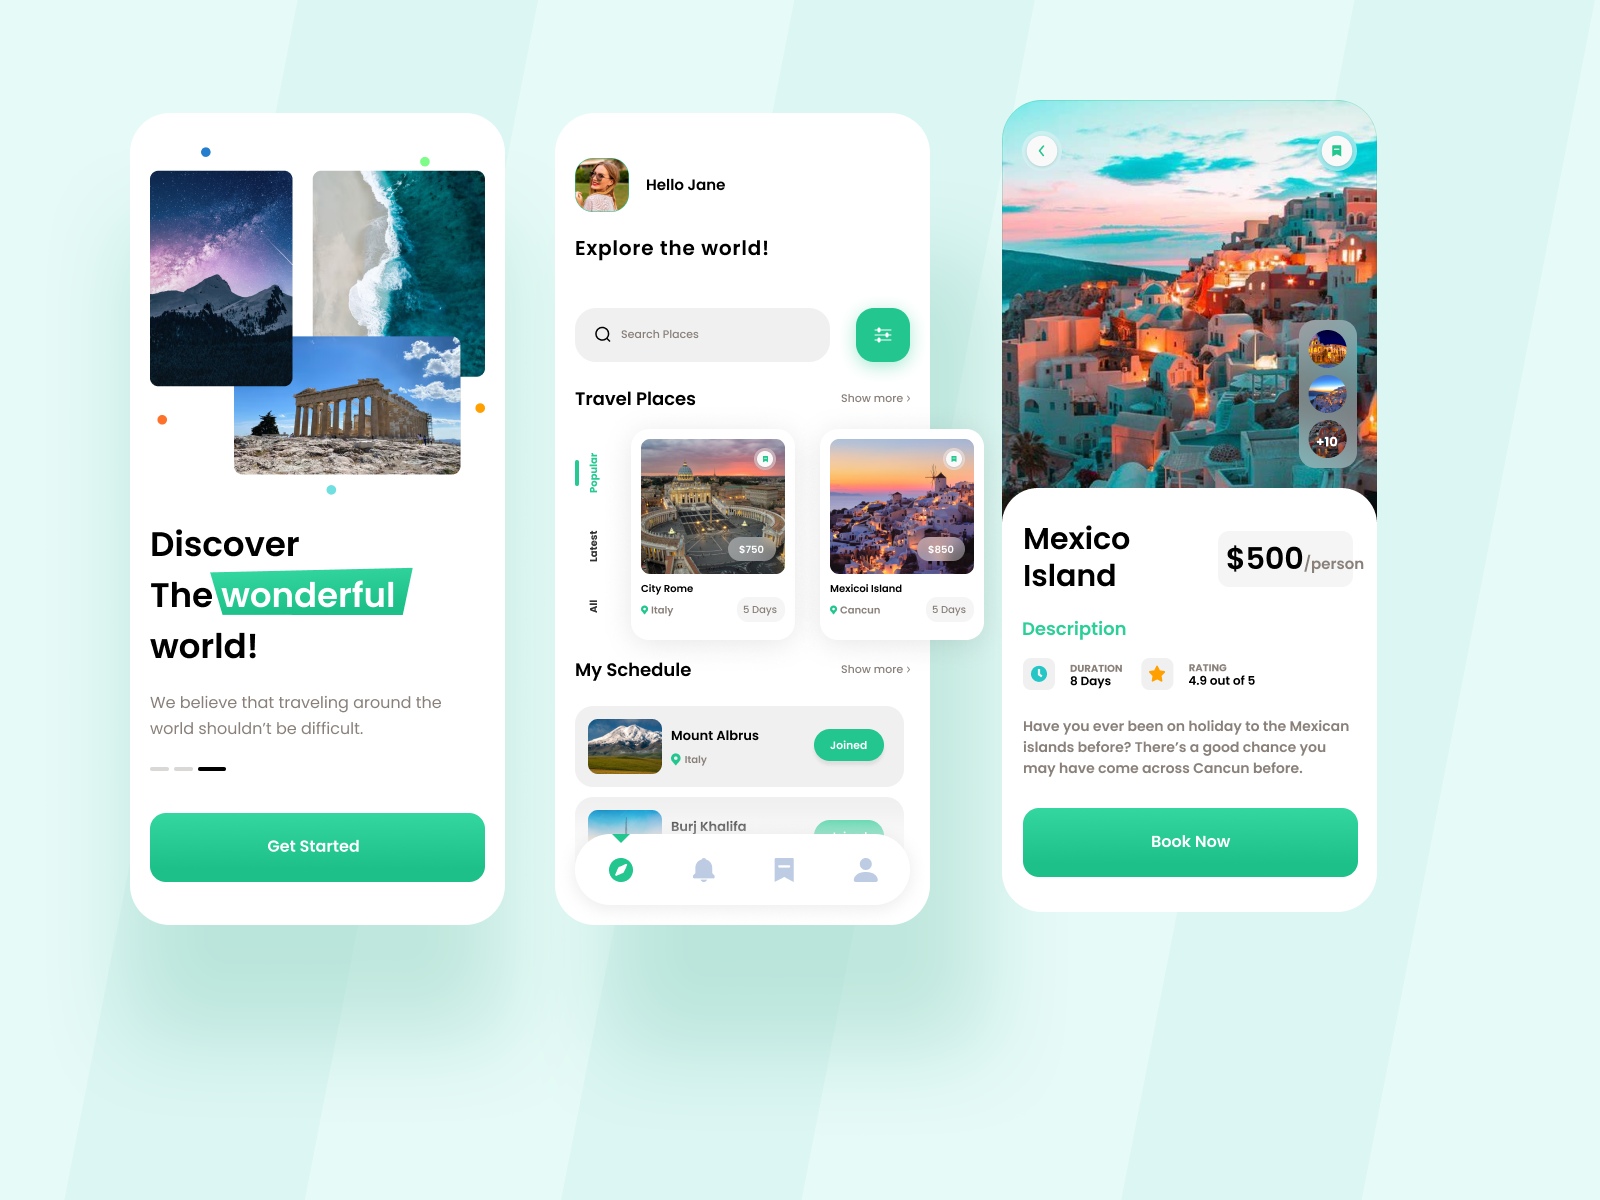 Discover
The wonderful
world!
We believe that traveling around the
world shouldn’t be difficult.
Get Started
Hello Jane
Explore the world!
Search Places
Travel Places
Show more ›
Popular
Latest
All
$750
City Rome
Italy
5 Days
$850
Mexicoi Island
Cancun
5 Days
My Schedule
Show more ›
Mount Albrus
Italy
Joined
Burj Khalifa
+10
Mexico
Island
$500/person
Description
DURATION
8 Days
RATING
4.9 out of 5
Have you ever been on holiday to the Mexican
islands before? There’s a good chance you
may have come across Cancun before.
Book Now